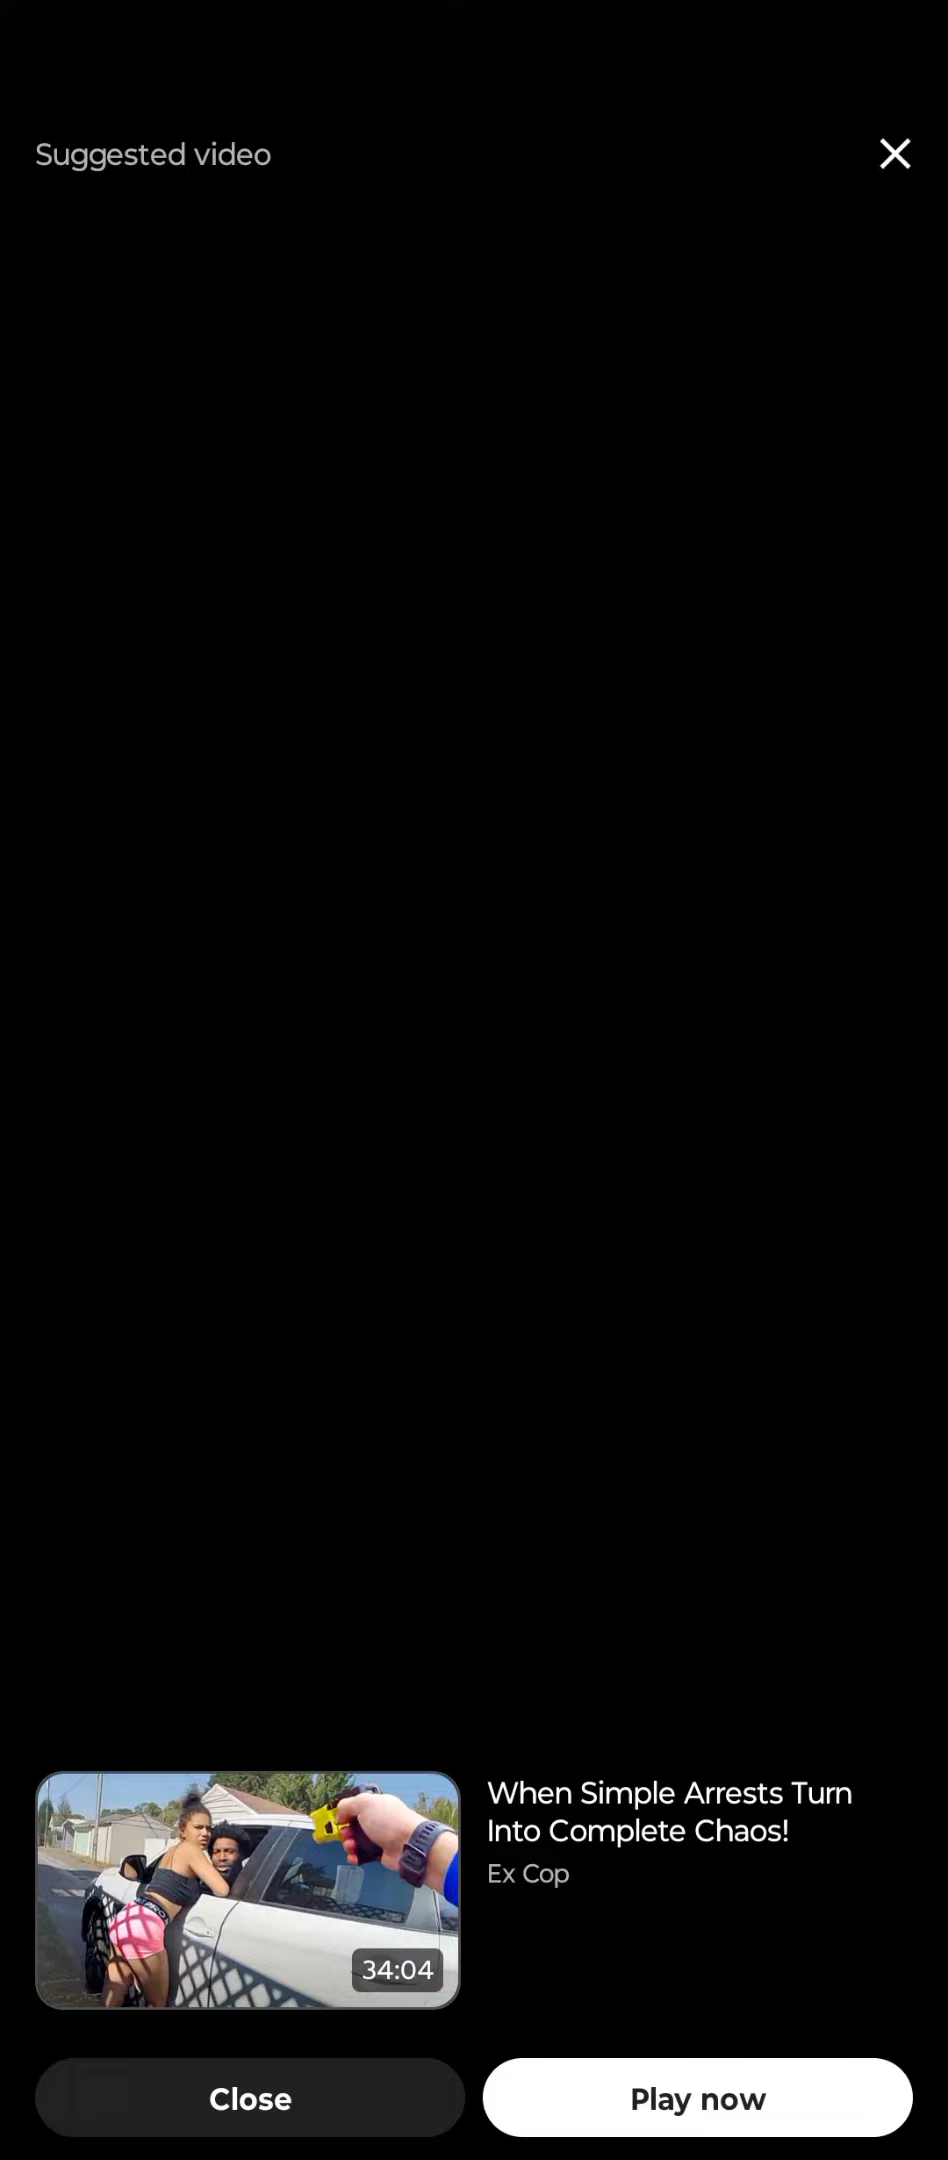 Suggested video
When Simple Arrests Turn
Into Complete Chaos!
Ex Cop
34:04
Close
Play now